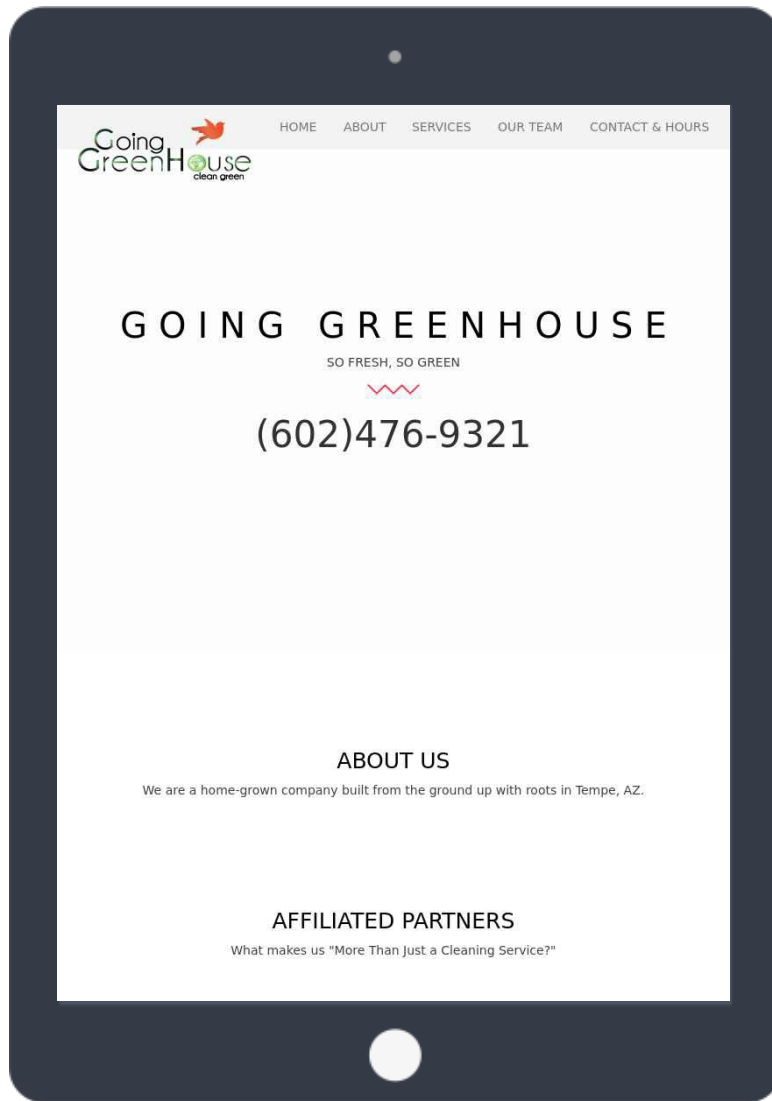 Going
GreenHouse
clean green
HOME ABOUT SERVICES OUR TEAM CONTACT & HOURS
GOING GREENHOUSE
SO FRESH, SO GREEN
(602)476-9321
ABOUT US
We are a home-grown company built from the ground up with roots in Tempe, AZ.
AFFILIATED PARTNERS
What makes us "More Than Just a Cleaning Service?"